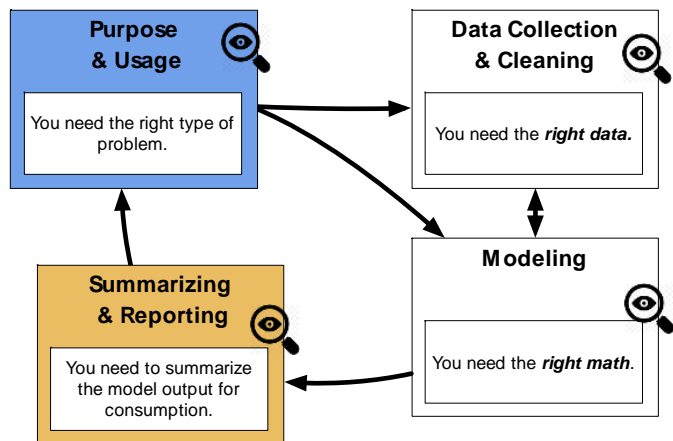 Purpose
& Usage
You need the right type of
problem.
Data Collection
& Cleaning
You need the right data.
Summarizing
& Reporting
You need to summarize
the model output for
consumption.
Modeling
You need the right math.